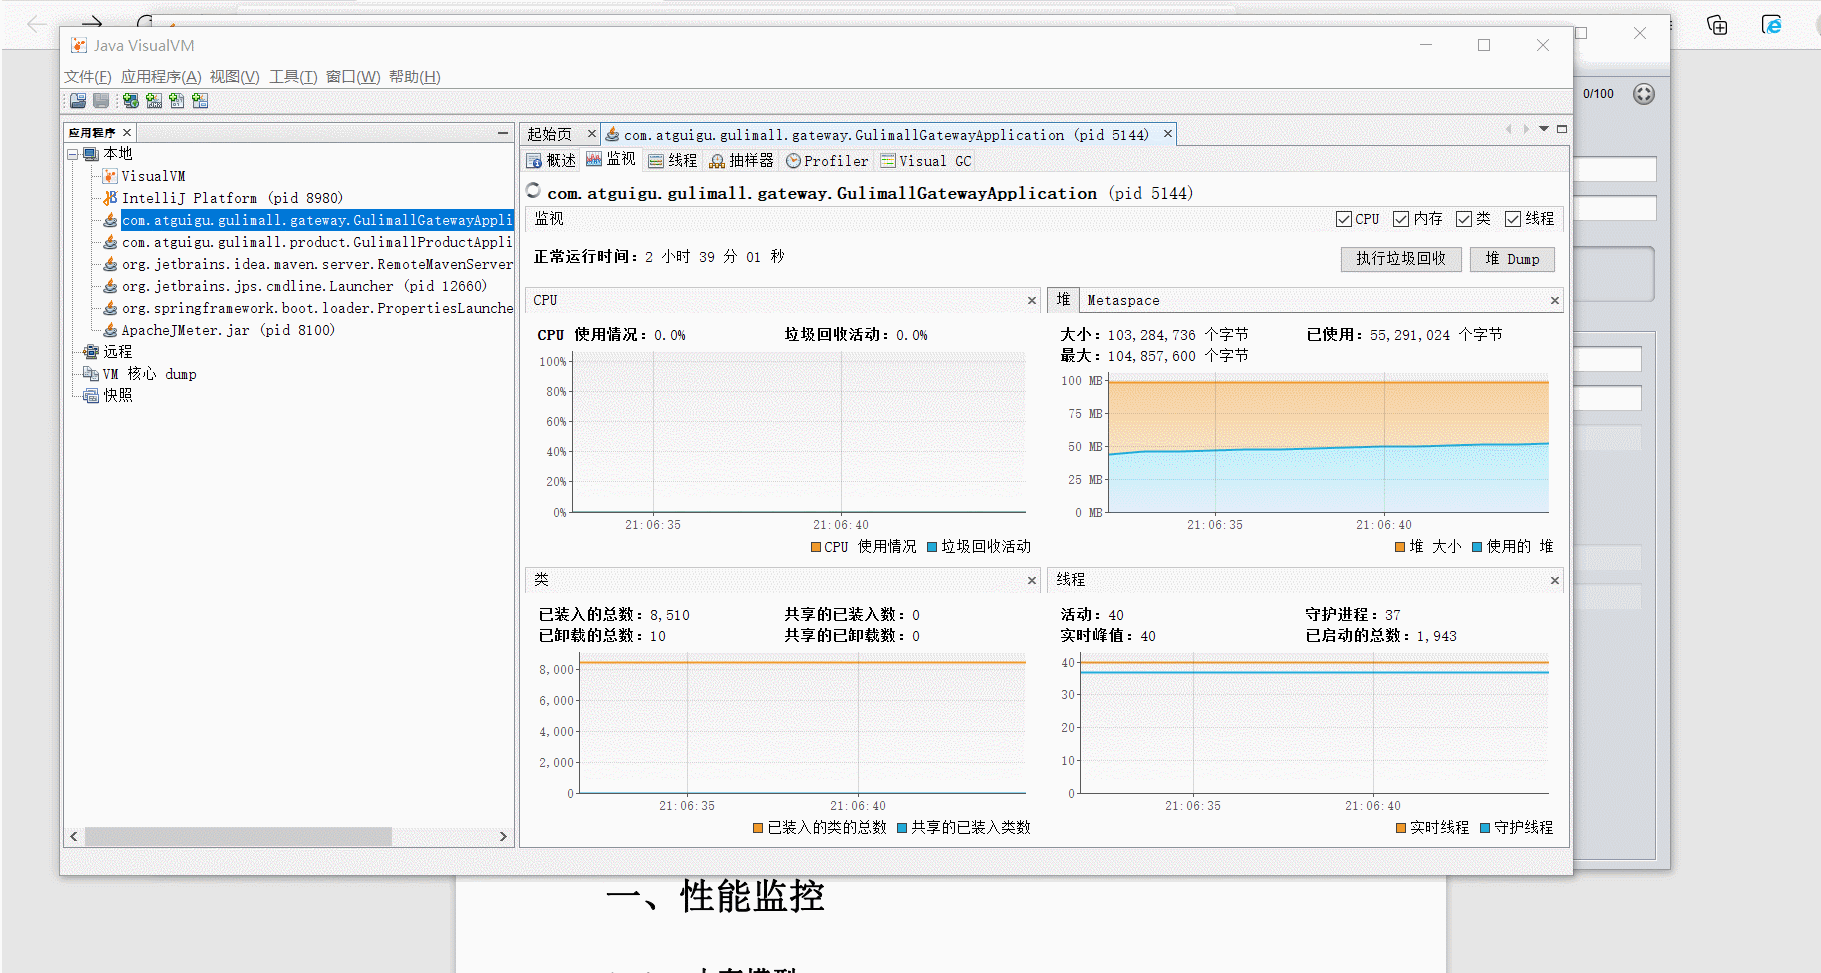 Java VisualVM
文件(F) 应用程序(A) 视图(V) 工具(T) 窗口(W) 帮助(H)
0/100
应用程序
本地
VisualVM
IntelliJ Platform (pid 8980)
com.atguigu.gulimall.gateway.GulimallGatewayAppli
com.atguigu.gulimall.product.GulimallProductAppli
org.jetbrains.idea.maven.server.RemoteMavenServer
org.jetbrains.jps.cmdline.Launcher (pid 12660)
org.springframework.boot.loader.PropertiesLaunche
ApacheJMeter.jar (pid 8100)
远程
VM 核心 dump
快照
起始页 com.atguigu.gulimall.gateway.GulimallGatewayApplication (pid 5144)
概述 监视 线程 抽样器 Profiler Visual GC
com.atguigu.gulimall.gateway.GulimallGatewayApplication (pid 5144)
监视 CPU 内存 类 线程
正常运行时间：2 小时 39 分 01 秒 执行垃圾回收 堆 Dump
CPU
CPU 使用情况：0.0% 垃圾回收活动：0.0%
100%
80%
60%
40%
20%
0%
21:06:35 21:06:40
CPU 使用情况 垃圾回收活动
堆 Metaspace
大小：103,284,736 个字节 已使用：55,291,024 个字节
最大：104,857,600 个字节
100 MB
75 MB
50 MB
25 MB
0 MB
21:06:35 21:06:40
堆 大小 使用的 堆
类
已装入的总数：8,510 共享的已装入数：0
已卸载的总数：10 共享的已卸载数：0
8,000
6,000
4,000
2,000
0
21:06:35 21:06:40
已装入的类的总数 共享的已装入类数
线程
活动：40 守护进程：37
实时峰值：40 已启动的总数：1,943
40
30
20
10
0
21:06:35 21:06:40
实时线程 守护线程
一、性能监控